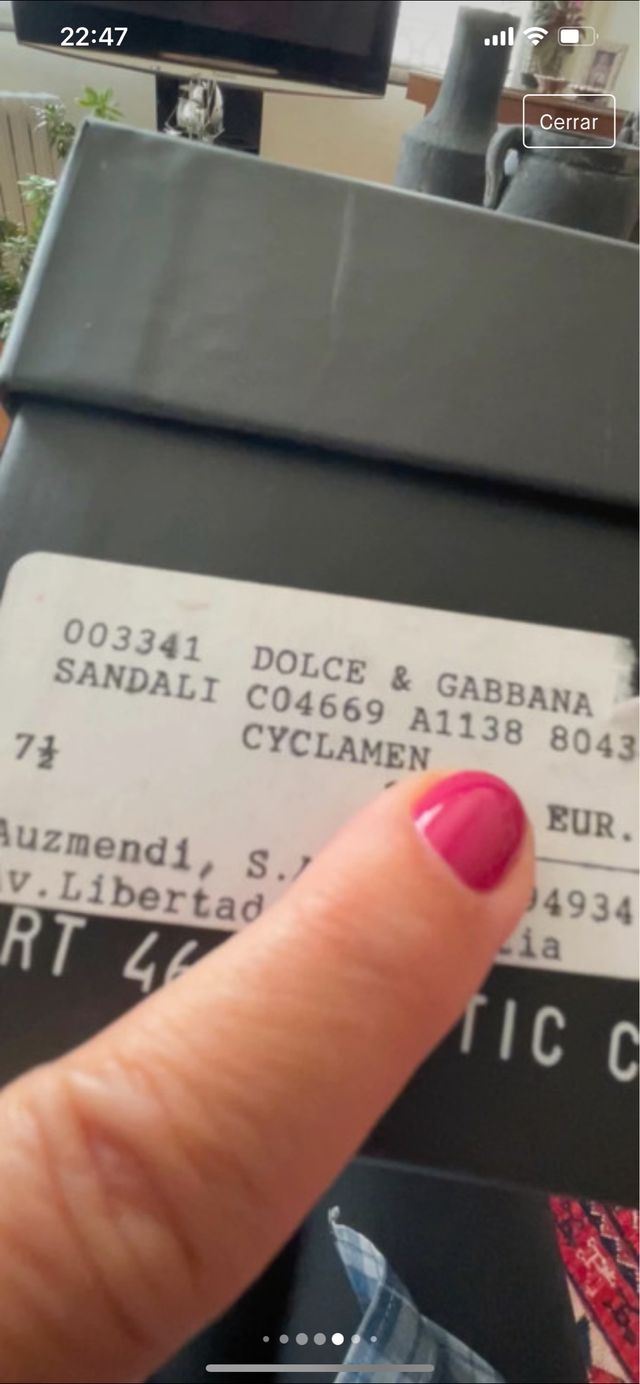 22:47
Cerrar
003341 DOLCE & GABBANA
SANDALI C04669 A1138 8043
7½ CYCLAMEN
EUR.
Auzmendi, S.
v.Libertad 94934
ia
RT 46 TIC C